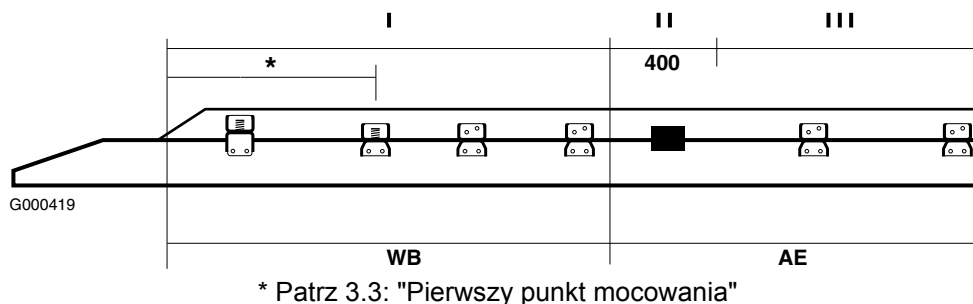 I II III
* 400
G000419
WB AE
* Patrz 3.3: "Pierwszy punkt mocowania"